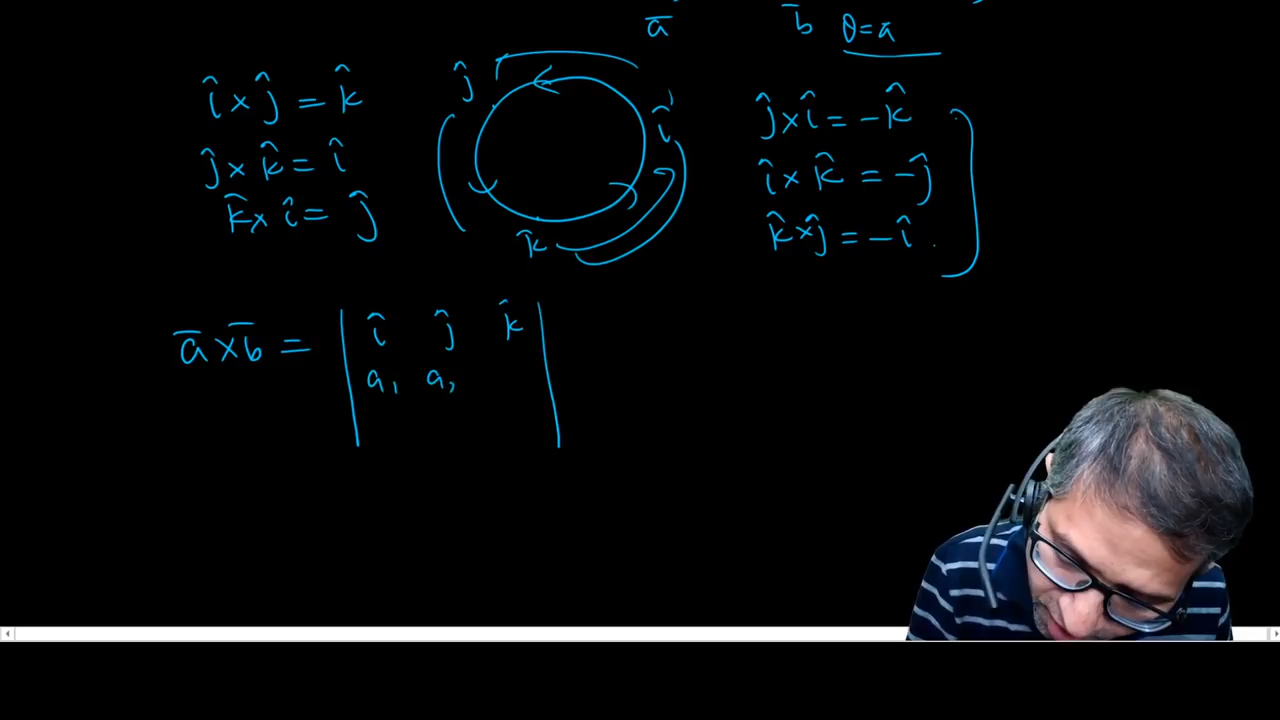 a̅ b̅ θ=a
î × ĵ = k̂
ĵ × k̂ = î
k̂ × î = ĵ
ĵ
î
k̂
ĵ × î = -k̂
î × k̂ = -ĵ
k̂ × ĵ = -î
a̅ × b̅ = | î ĵ k̂ |
a₁ a₂